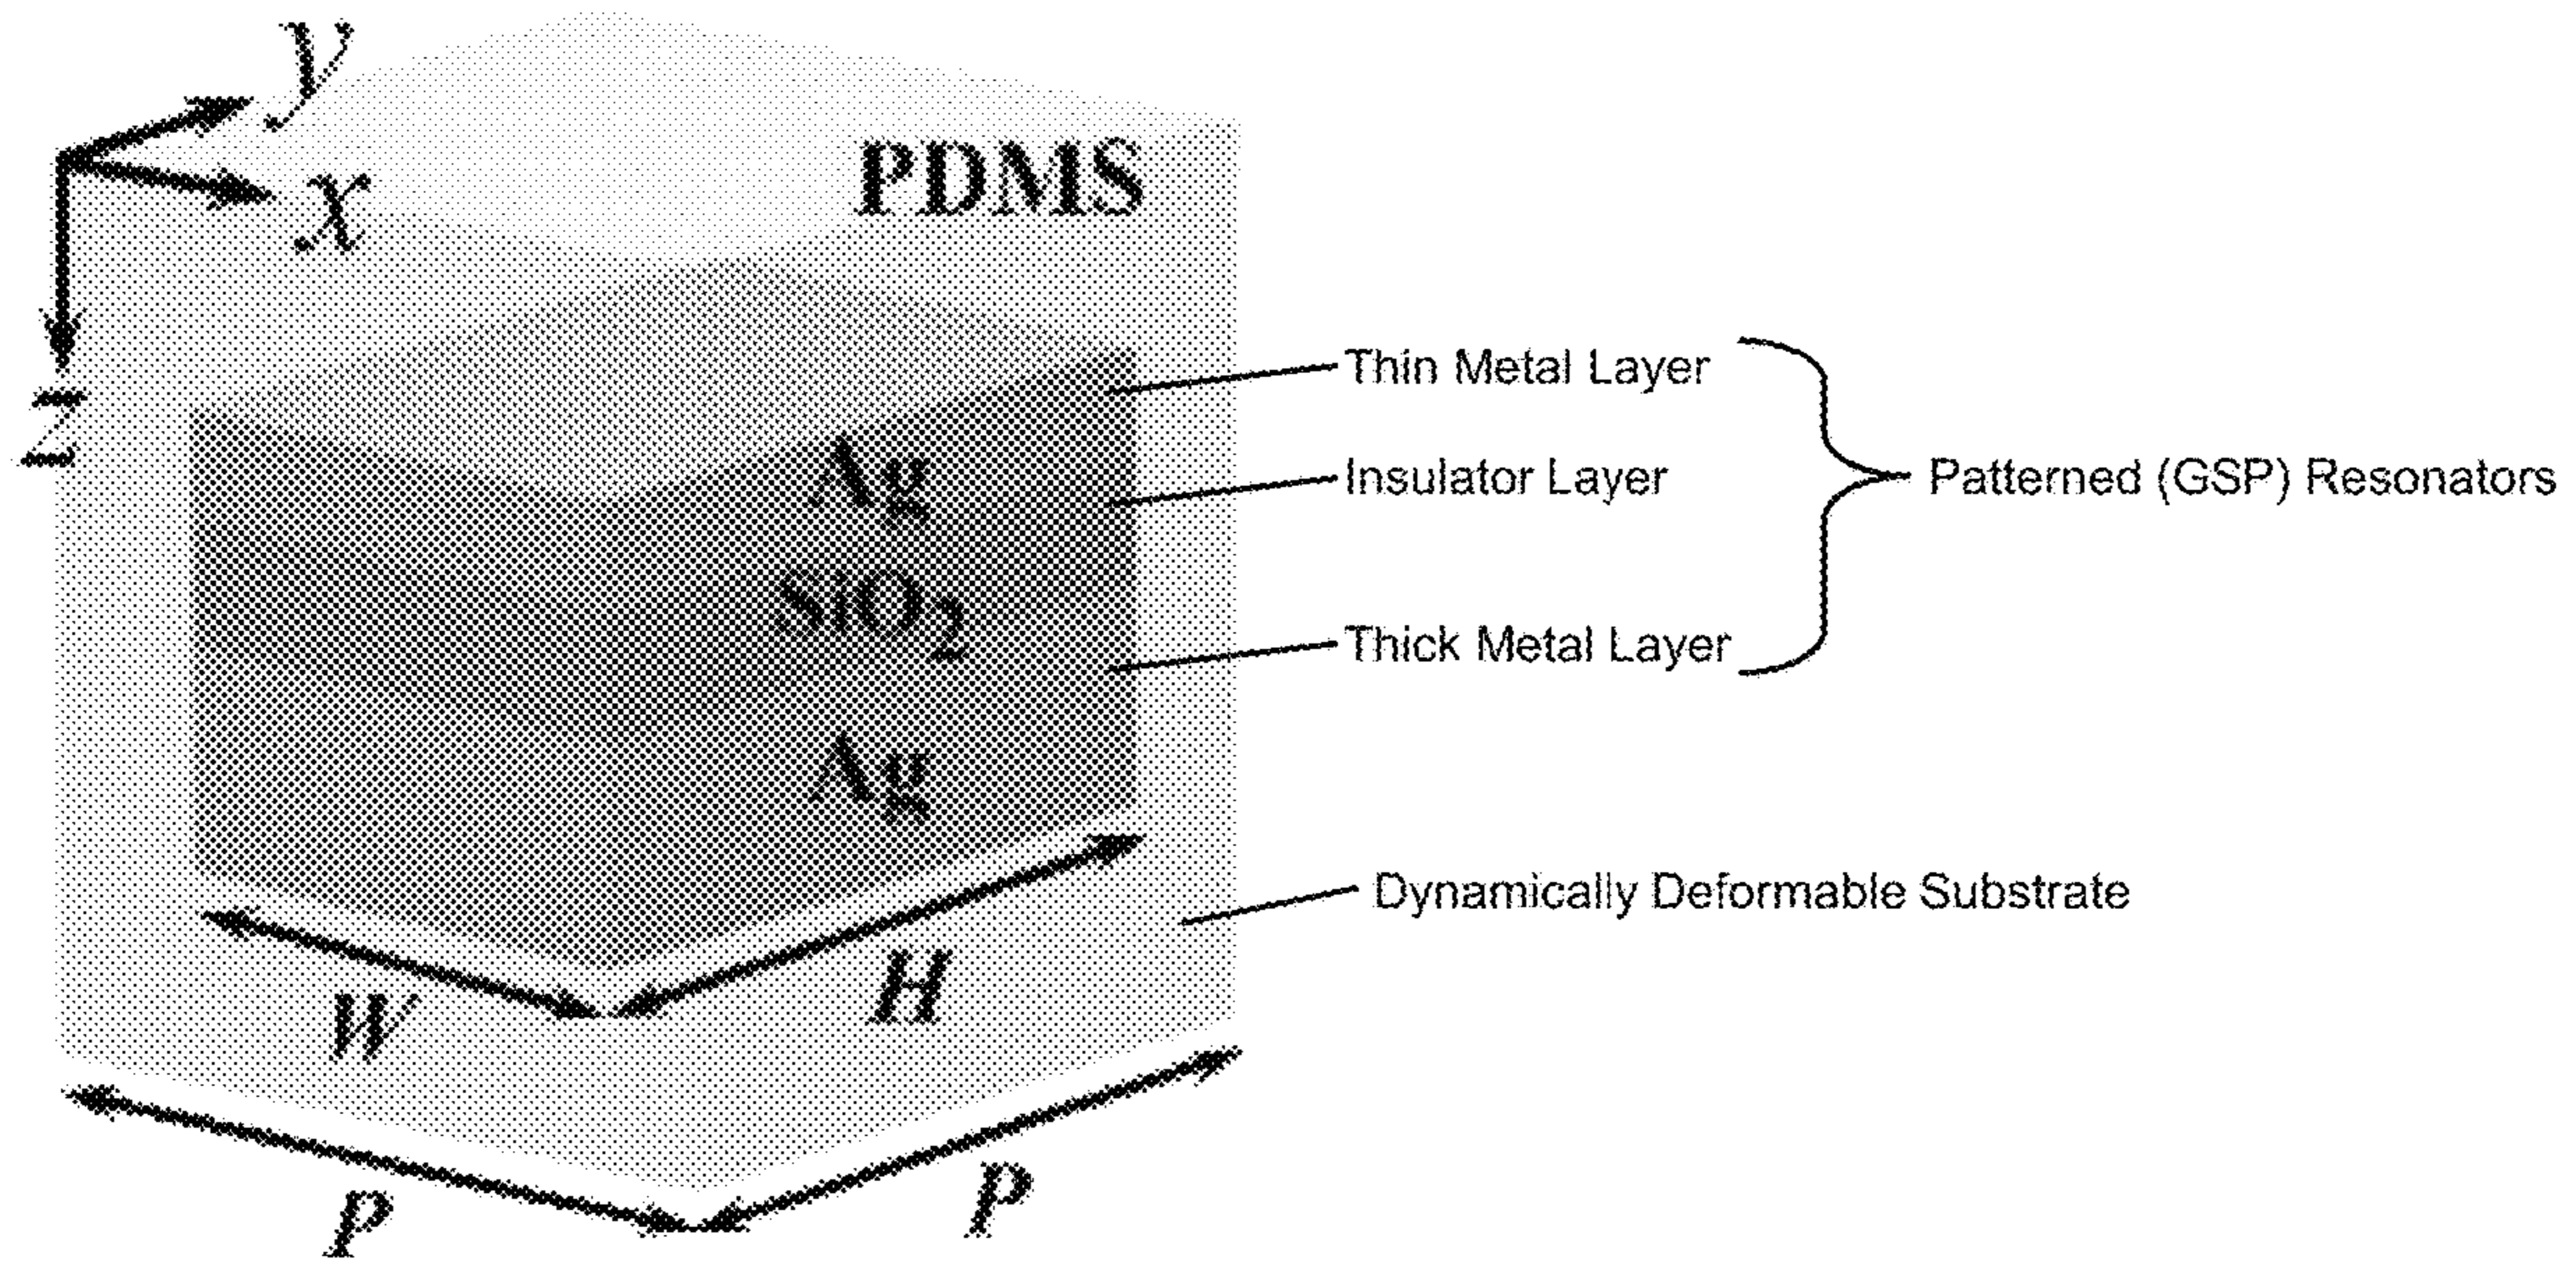 y
x
z
PDMS
Thin Metal Layer
Ag
Insulator Layer
Patterned (GSP) Resonators
SiO₂
Thick Metal Layer
Ag
Dynamically Deformable Substrate
W
H
P
P